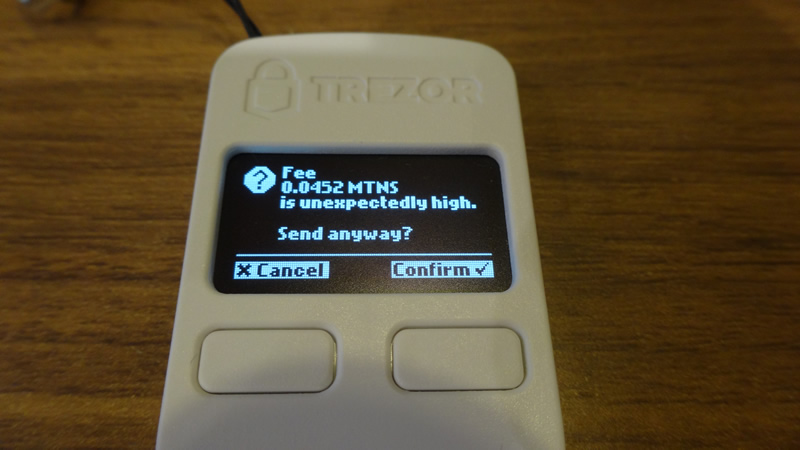 TREZOR
?
Fee
0.0452 MTNS
is unexpectedly high.
Send anyway?
✖ Cancel
Confirm ✓